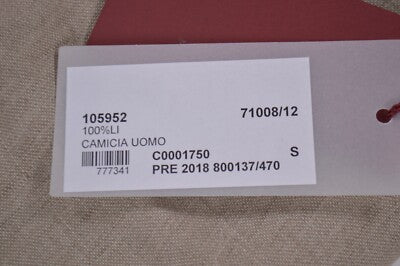 105952 71008/12
100%LI
CAMICIA UOMO
C0001750 S
777341 PRE 2018 800137/470